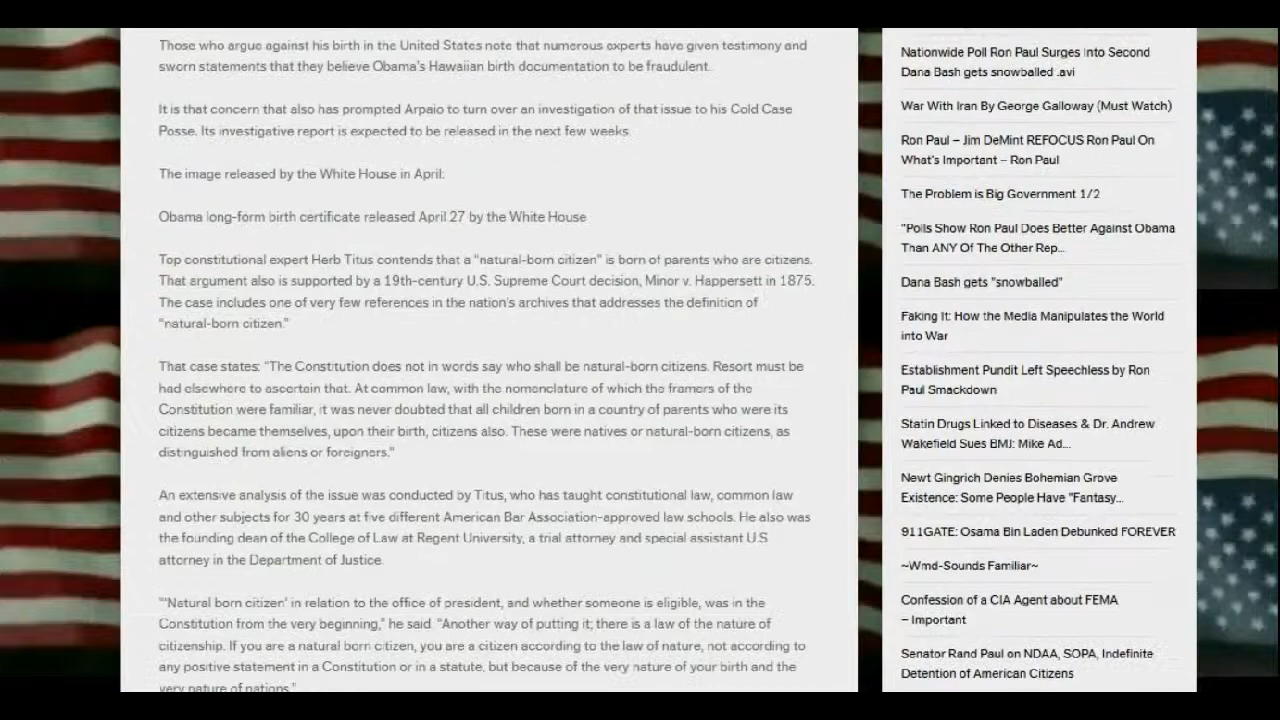 Those who argue against his birth in the United States note that numerous experts have given testimony and
sworn statements that they believe Obama's Hawaiian birth documentation to be fraudulent.
It is that concern that also has prompted Arpaio to turn over an investigation of that issue to his Cold Case
Posse. Its investigative report is expected to be released in the next few weeks.
The image released by the White House in April:
Obama long-form birth certificate released April 27 by the White House
Top constitutional expert Herb Titus contends that a “natural-born citizen” is born of parents who are citizens.
That argument also is supported by a 19th-century U.S. Supreme Court decision, Minor v. Happersett in 1875.
The case includes one of very few references in the nation's archives that addresses the definition of
“natural-born citizen.”
That case states: “The Constitution does not in words say who shall be natural-born citizens. Resort must be
had elsewhere to ascertain that. At common law, with the nomenclature of which the framers of the
Constitution were familiar, it was never doubted that all children born in a country of parents who were its
citizens became themselves, upon their birth, citizens also. These were natives or natural-born citizens, as
distinguished from aliens or foreigners.”
An extensive analysis of the issue was conducted by Titus, who has taught constitutional law, common law
and other subjects for 30 years at five different American Bar Association-approved law schools. He also was
the founding dean of the College of Law at Regent University, a trial attorney and special assistant U.S
attorney in the Department of Justice.
“‘Natural born citizen’ in relation to the office of president, and whether someone is eligible, was in the
Constitution from the very beginning,” he said. “Another way of putting it; there is a law of the nature of
citizenship. If you are a natural born citizen, you are a citizen according to the law of nature, not according to
any positive statement in a Constitution or in a statute, but because of the very nature of your birth and the
very nature of nations.”
Nationwide Poll Ron Paul Surges Into Second
Dana Bash gets snowballed .avi
War With Iran By George Galloway (Must Watch)
Ron Paul – Jim DeMint REFOCUS Ron Paul On
What's Important – Ron Paul
The Problem is Big Government 1/2
"Polls Show Ron Paul Does Better Against Obama
Than ANY Of The Other Rep...
Dana Bash gets "snowballed"
Faking It: How the Media Manipulates the World
into War
Establishment Pundit Left Speechless by Ron
Paul Smackdown
Statin Drugs Linked to Diseases & Dr. Andrew
Wakefield Sues BMJ: Mike Ad...
Newt Gingrich Denies Bohemian Grove
Existence: Some People Have "Fantasy...
911GATE: Osama Bin Laden Debunked FOREVER
~Wmd-Sounds Familiar~
Confession of a CIA Agent about FEMA
– Important
Senator Rand Paul on NDAA, SOPA, Indefinite
Detention of American Citizens